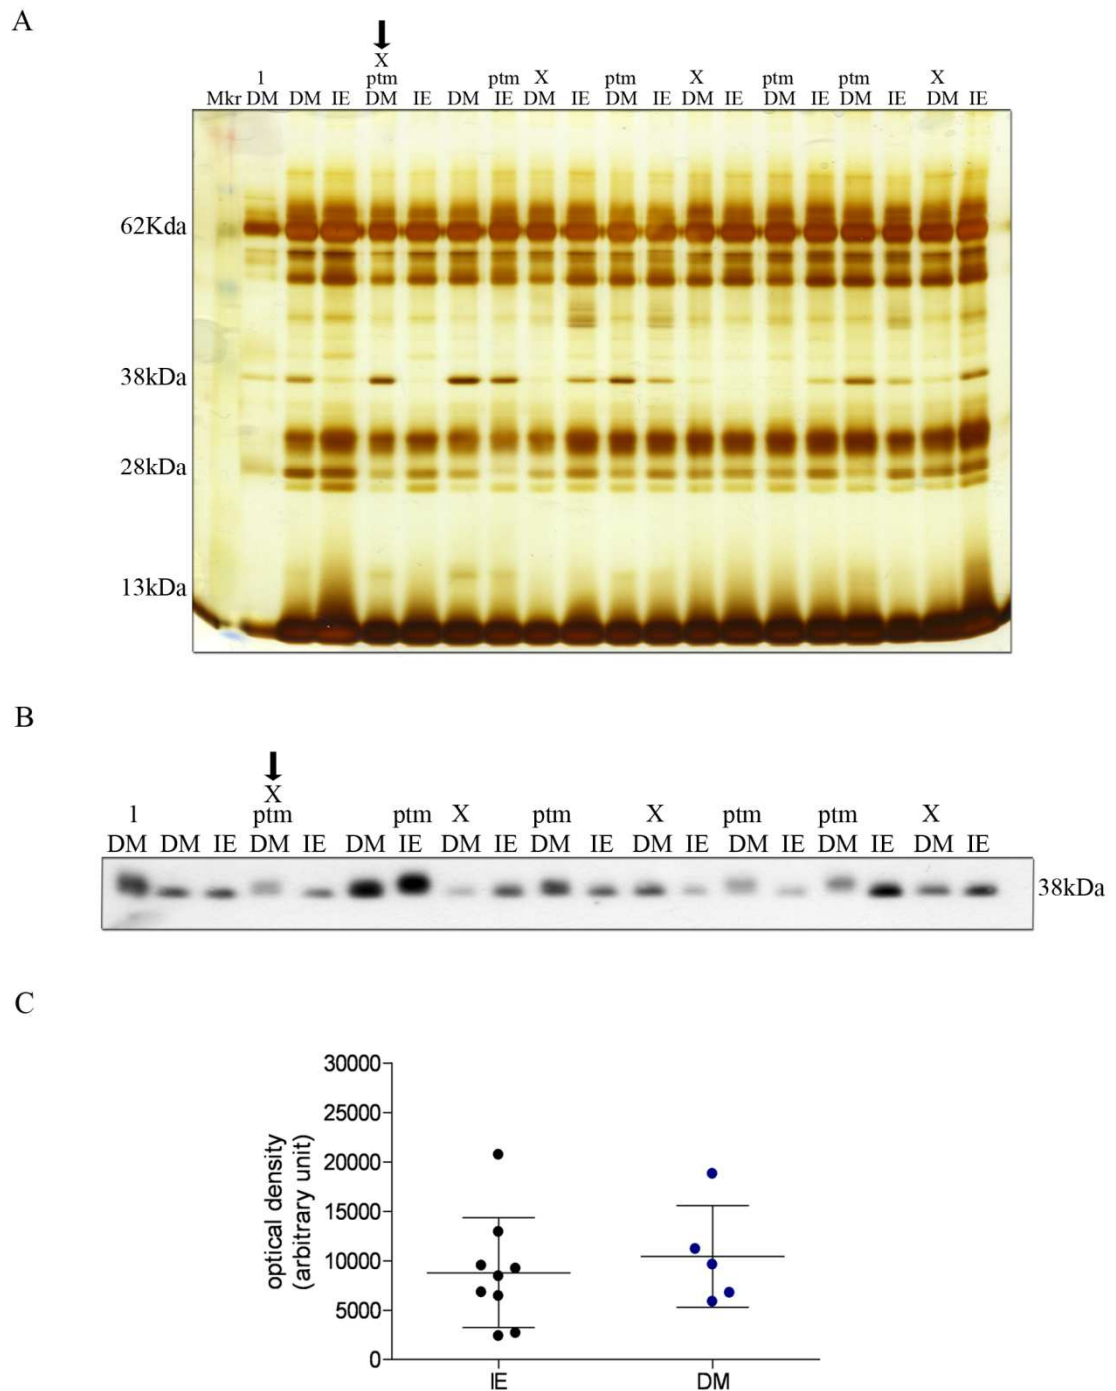 A
X
1 ptm ptm X ptm X ptm ptm X
Mkr DM DM IE DM IE DM IE DM IE DM IE DM IE DM IE DM IE DM IE
62Kda
38kDa
28kDa
13kDa
B
X
1 ptm ptm X ptm X ptm ptm X
DM DM IE DM IE DM IE DM IE DM IE DM IE DM IE DM IE DM IE
38kDa
C
30000
25000
20000
15000
10000
5000
0
optical density
(arbitrary unit)
IE DM